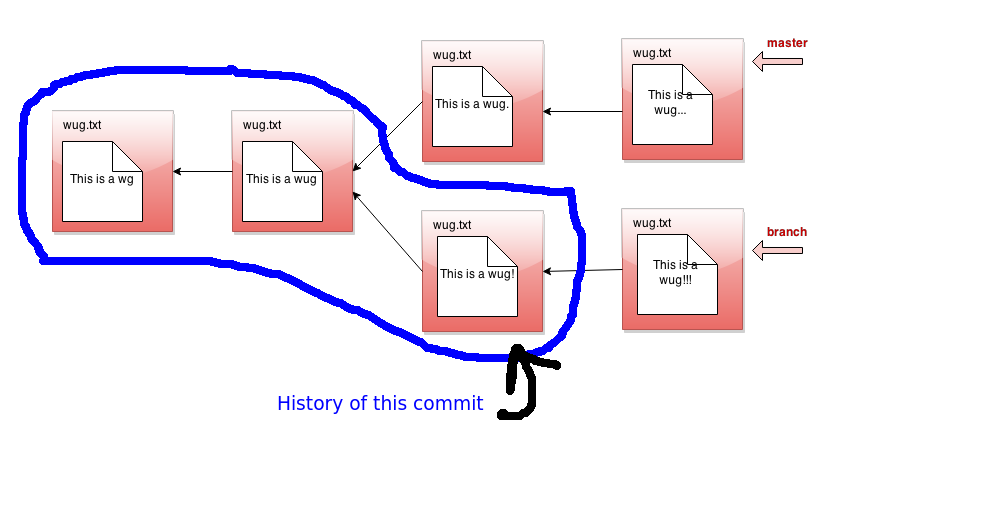 wug.txt
This is a wug.
wug.txt
This is a
wug...
master
wug.txt
This is a wg
wug.txt
This is a wug
wug.txt
This is a wug!
wug.txt
This is a
wug!!!
branch
History of this commit